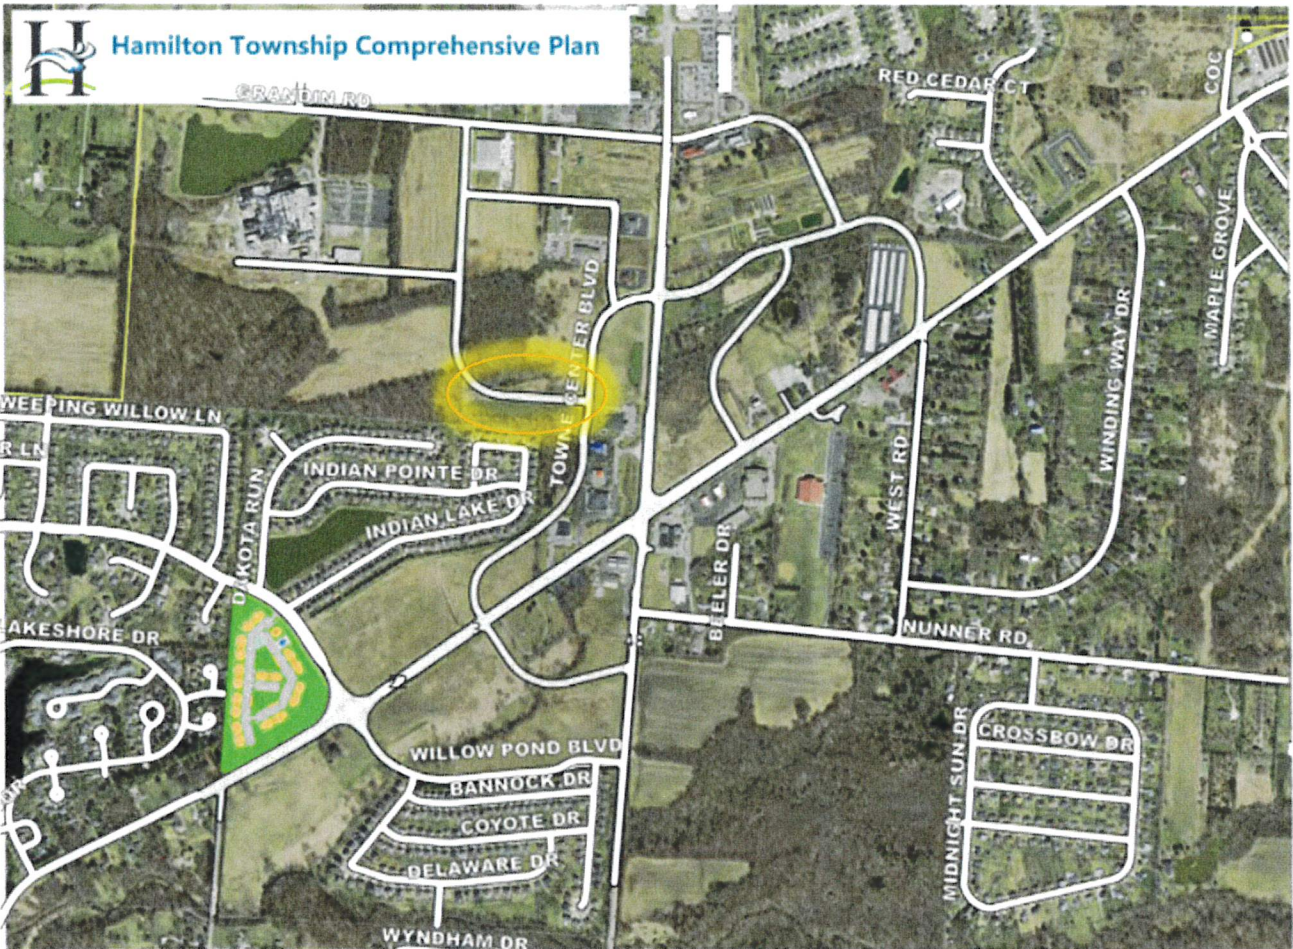 H
Hamilton Township Comprehensive Plan
GRANDIN RD
RED CEDAR CT
COC
MAPLE GROVE
TOWNE CENTER BLVD
WINDING WAY DR
WEEPING WILLOW LN
R LN
INDIAN POINTE DR
DAKOTA RUN
INDIAN LAKE DR
WEST RD
BEELER DR
AKESHORE DR
NUNNER RD
MIDNIGHT SUN DR
CROSSBOW DR
WILLOW POND BLVD
BANNOCK DR
COYOTE DR
DELAWARE DR
WYNDHAM DR